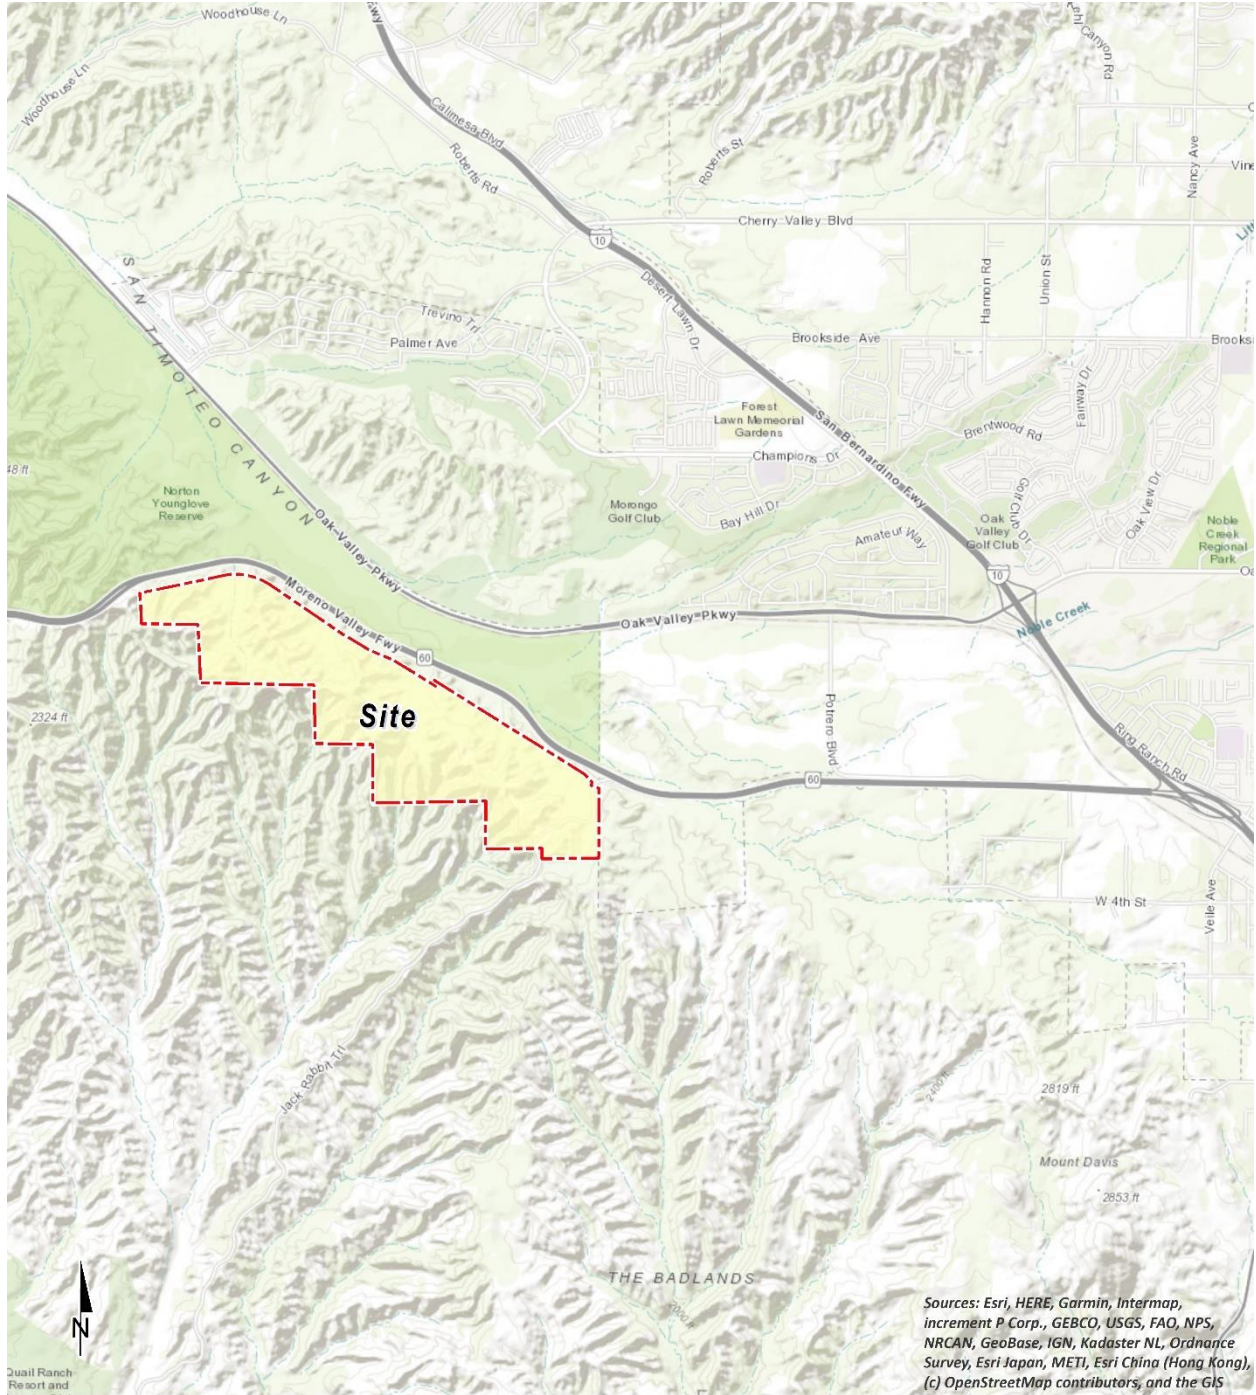 Woodhouse Ln
Woodhouse Ln
Fwy
Calimesa Blvd
Roberts Rd
Roberts St
Canyon Rd
Nancy Ave
Vine
Cherry Valley Blvd
10
Desert Lawn Dr
Hannon Rd
Union St
SAN TIMOTEO CANYON
Trevino Trl
Palmer Ave
Brookside Ave
Forest
Lawn Memeorial
Gardens
San Bernardino Fwy
Brentwood Rd
Fairway Dr
Champions Dr
Golf Club Dr
Oak View Dr
48 ft
Norton
Younglove
Reserve
Oak Valley Pkwy
Morongo
Golf Club
Bay Hill Dr
Amateur Way
Oak
Valley
Golf Club
Noble
Creek
Regional
Park
10
Moreno Valley Fwy
60
Oak Valley Pkwy
Noble Creek
2324 ft
Site
Potrero Blvd
Ring Ranch Rd
60
W 4th St
Veile Ave
Jack Rabbit Trl
2400 ft
2819 ft
Mount Davis
2853 ft
THE BADLANDS
N
Quail Ranch
Resort and
Sources: Esri, HERE, Garmin, Intermap,
increment P Corp., GEBCO, USGS, FAO, NPS,
NRCAN, GeoBase, IGN, Kadaster NL, Ordnance
Survey, Esri Japan, METI, Esri China (Hong Kong),
(c) OpenStreetMap contributors, and the GIS